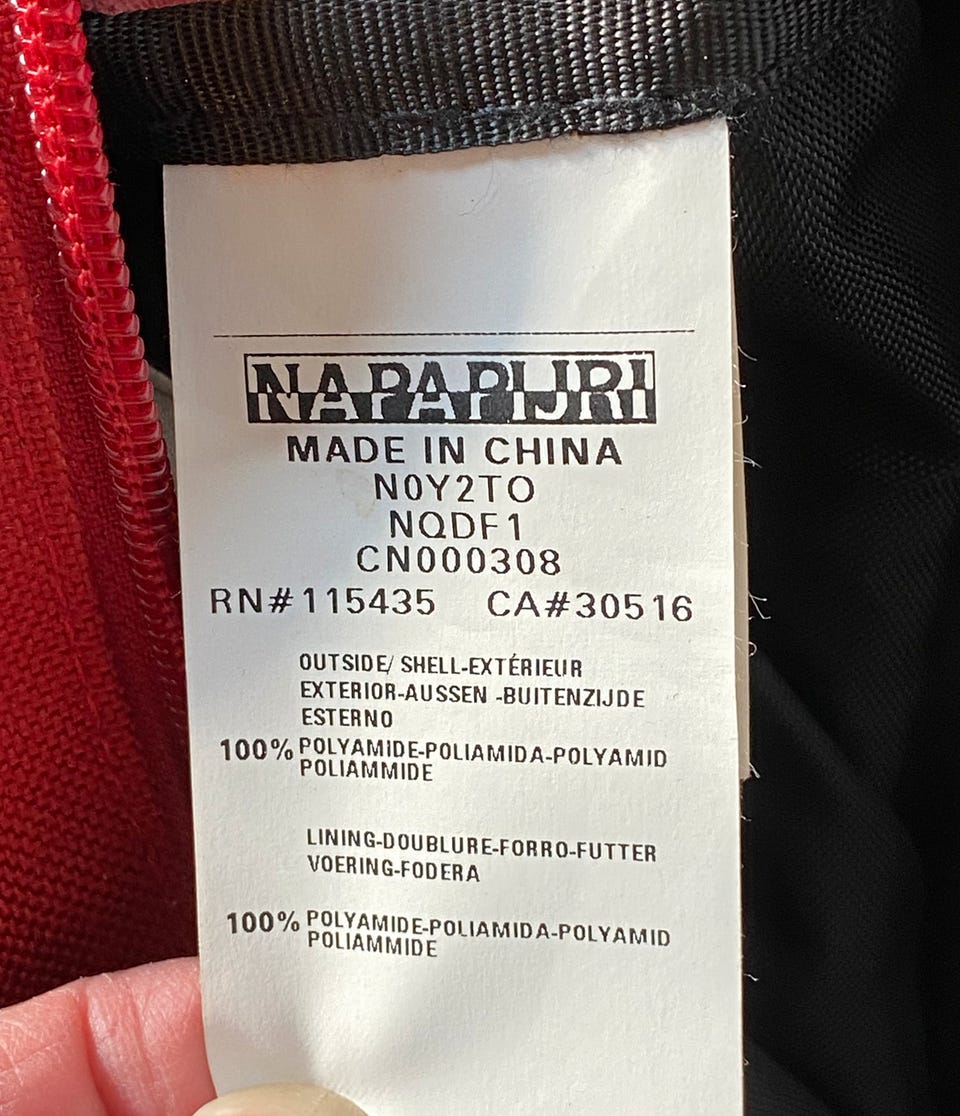 NAPAPIJRI
MADE IN CHINA
N0Y2TO
NQDF1
CN000308
RN#115435 CA#30516
OUTSIDE/ SHELL-EXTÉRIEUR
EXTERIOR-AUSSEN -BUITENZIJDE
ESTERNO
100% POLYAMIDE-POLIAMIDA-POLYAMID
POLIAMMIDE
LINING-DOUBLURE-FORRO-FUTTER
VOERING-FODERA
100% POLYAMIDE-POLIAMIDA-POLYAMID
POLIAMMIDE